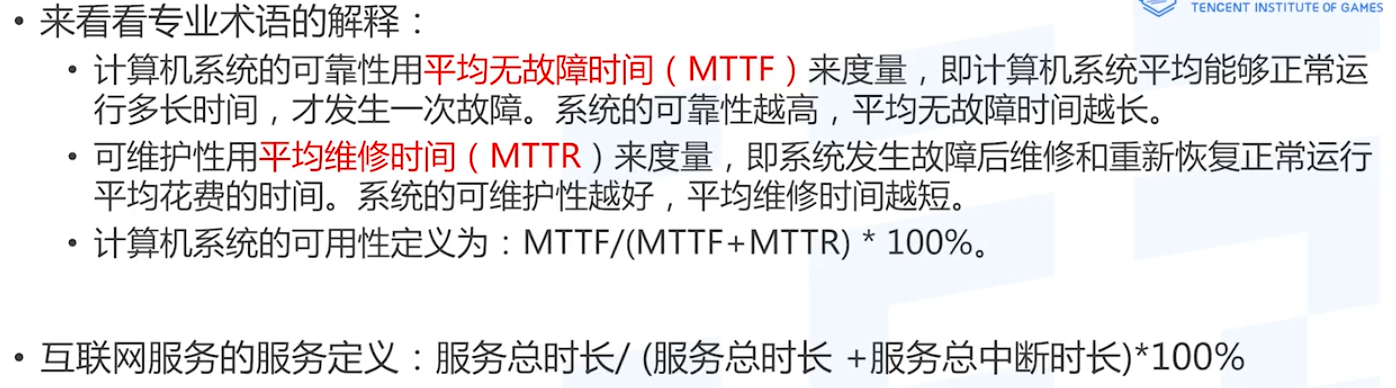 TENCENT INSTITUTE OF GAMES
• 来看看专业术语的解释：
• 计算机系统的可靠性用平均无故障时间（MTTF）来度量，即计算机系统平均能够正常运
行多长时间，才发生一次故障。系统的可靠性越高，平均无故障时间越长。
• 可维护性用平均维修时间（MTTR）来度量，即系统发生故障后维修和重新恢复正常运行
平均花费的时间。系统的可维护性越好，平均维修时间越短。
• 计算机系统的可用性定义为：MTTF/(MTTF+MTTR) * 100%。
• 互联网服务的服务定义：服务总时长/ (服务总时长 +服务总中断时长)*100%